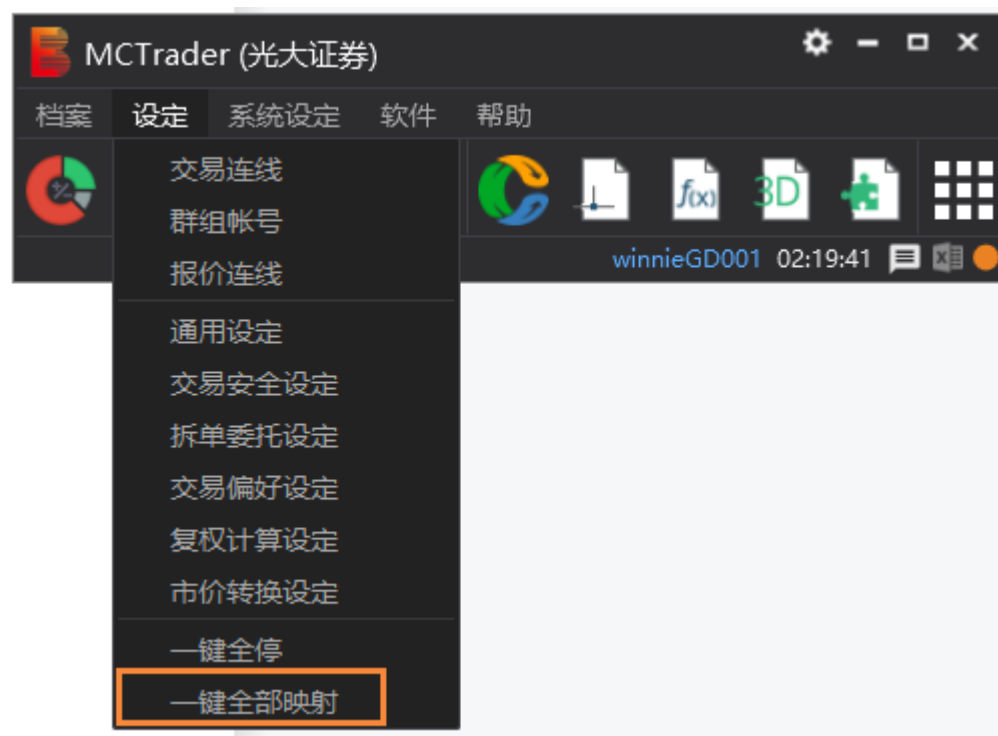 MCTrader (光大证券)
档案 设定 系统设定 软件 帮助
f(x) 3D
winnieGD001 02:19:41
交易连线
群组帐号
报价连线
通用设定
交易安全设定
拆单委托设定
交易偏好设定
复权计算设定
市价转换设定
一键全停
一键全部映射